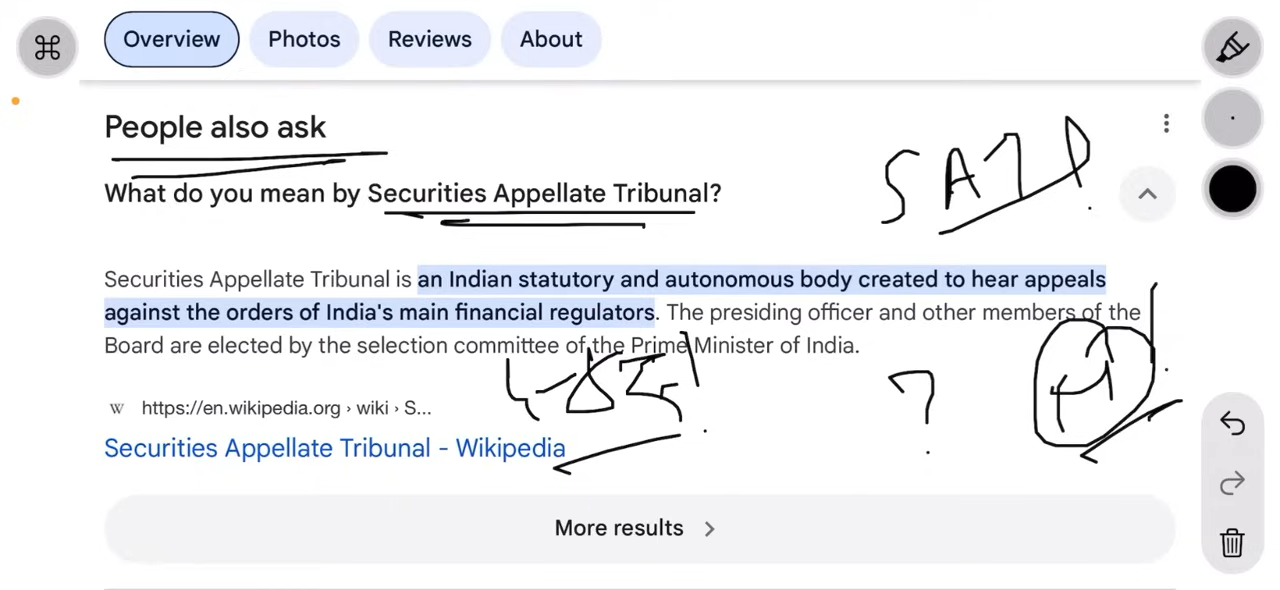 Overview Photos Reviews About
People also ask
What do you mean by Securities Appellate Tribunal?
SAT
Securities Appellate Tribunal is an Indian statutory and autonomous body created to hear appeals
against the orders of India's main financial regulators. The presiding officer and other members of the
Board are elected by the selection committee of the Prime Minister of India.
?
W https://en.wikipedia.org › wiki › S...
Securities Appellate Tribunal - Wikipedia
More results